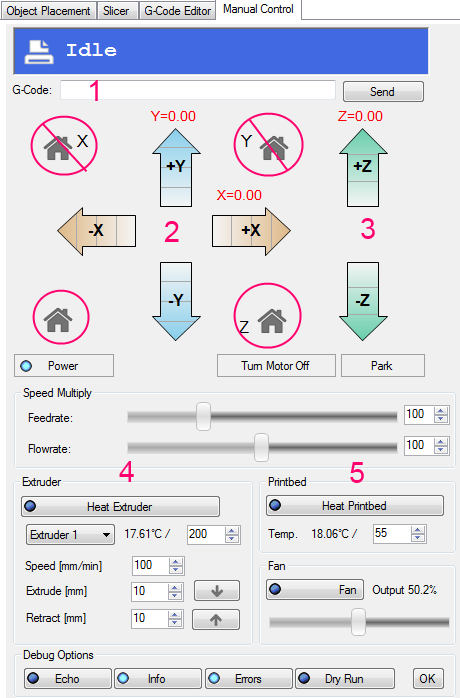 Object Placement Slicer G-Code Editor Manual Control
Idle
G-Code: 1 Send
Y=0.00 Z=0.00
X +Y Y +Z
X=0.00
-X 2 +X 3
-Y Z -Z
Power Turn Motor Off Park
Speed Multiply
Feedrate: 100
Flowrate: 100
4 5
Extruder Printbed
Heat Extruder Heat Printbed
Extruder 1 17.61°C / 200 Temp. 18.06°C / 55
Speed [mm/min] 100 Fan
Extrude [mm] 10 Fan Output 50.2%
Retract [mm] 10
Debug Options
Echo Info Errors Dry Run OK